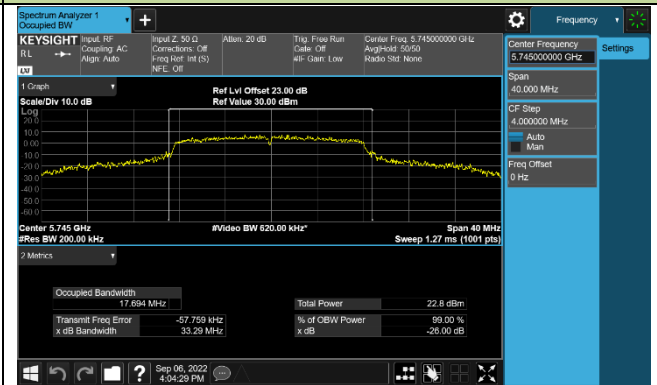 Spectrum Analyzer 1
Occupied BW
Frequency
KEYSIGHT
RL
LXI
Input: RF
Coupling: AC
Align: Auto
Input Z: 50 Ω
Corrections: Off
Freq Ref: Int (S)
NFE: Off
Atten: 20 dB
Trig: Free Run
Gate: Off
#IF Gain: Low
Center Freq: 5.745000000 GHz
Avg|Hold: 50/50
Radio Std: None
Center Frequency
5.745000000 GHz
Settings
Span
40.000 MHz
CF Step
4.000000 MHz
Auto
Man
Freq Offset
0 Hz
1 Graph
Scale/Div 10.0 dB
Ref Lvl Offset 23.00 dB
Ref Value 30.00 dBm
Log
20.0
10.0
0.00
-10.0
-20.0
-30.0
-40.0
-50.0
-60.0
Center 5.745 GHz
#Video BW 620.00 kHz*
Span 40 MHz
#Res BW 200.00 kHz
Sweep 1.27 ms (1001 pts)
2 Metrics
Occupied Bandwidth
17.694 MHz
Total Power 22.8 dBm
Transmit Freq Error -57.759 kHz
% of OBW Power 99.00 %
x dB Bandwidth 33.29 MHz
x dB -26.00 dB
?
Sep 06, 2022
4:04:29 PM